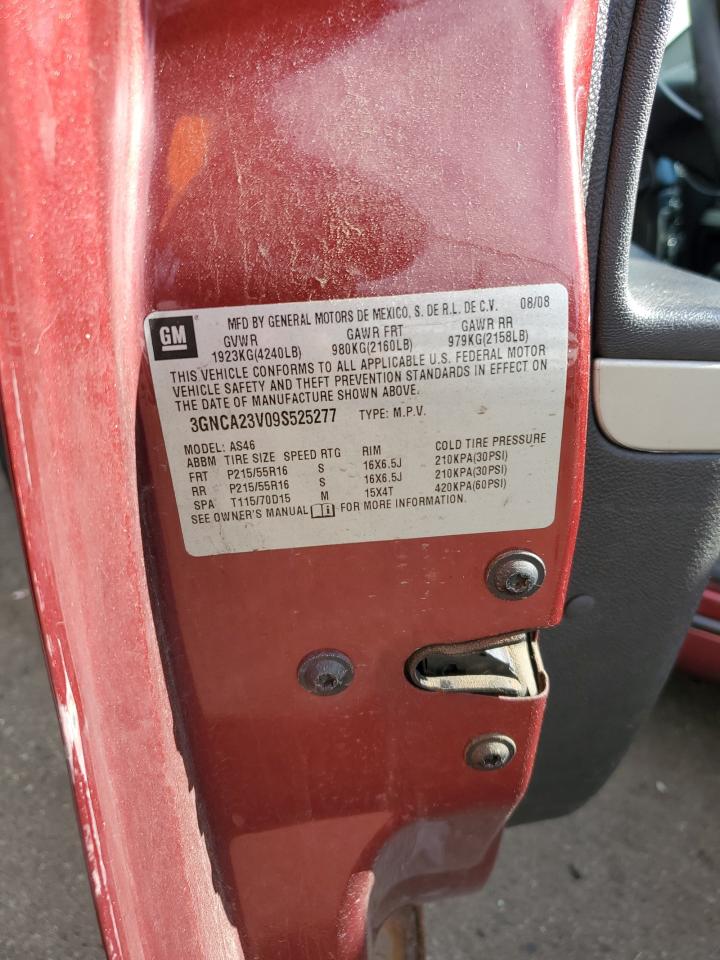 GM MFD BY GENERAL MOTORS DE MEXICO, S. DE R.L. DE C.V. 08/08
GVWR GAWR FRT GAWR RR
1923KG(4240LB) 980KG(2160LB) 979KG(2158LB)
THIS VEHICLE CONFORMS TO ALL APPLICABLE U.S. FEDERAL MOTOR
VEHICLE SAFETY AND THEFT PREVENTION STANDARDS IN EFFECT ON
THE DATE OF MANUFACTURE SHOWN ABOVE.
3GNCA23V09S525277 TYPE: M.P.V.
MODEL: AS46
ABBM TIRE SIZE SPEED RTG RIM COLD TIRE PRESSURE
FRT P215/55R16 S 16X6.5J 210KPA(30PSI)
RR P215/55R16 S 16X6.5J 210KPA(30PSI)
SPA T115/70D15 M 15X4T 420KPA(60PSI)
SEE OWNER'S MANUAL FOR MORE INFORMATION.